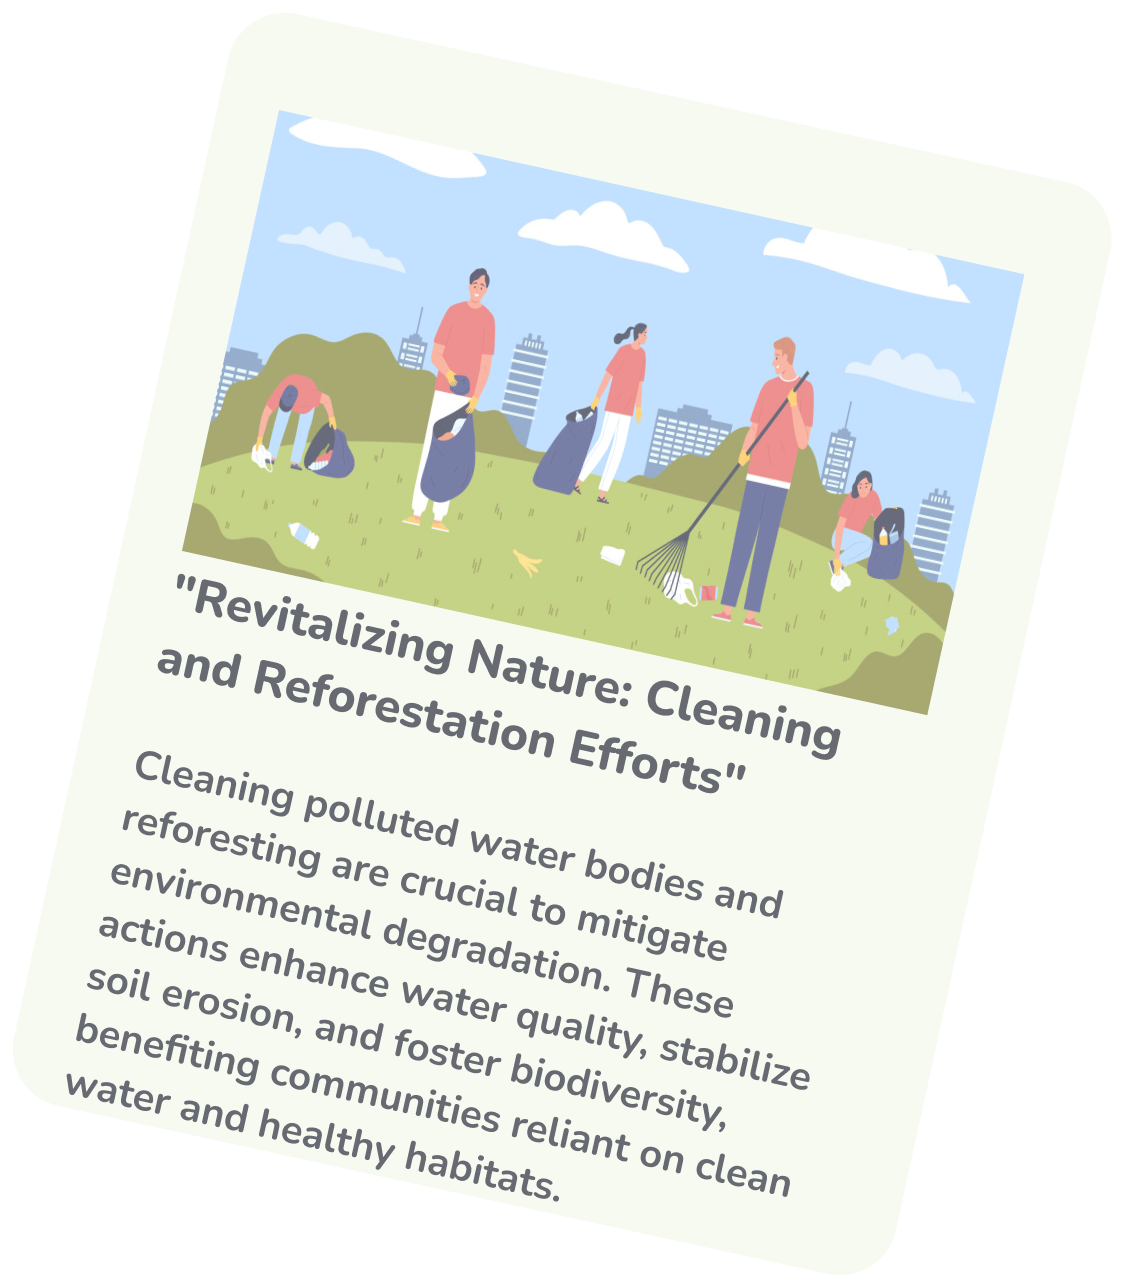 "Revitalizing Nature: Cleaning
and Reforestation Efforts"
Cleaning polluted water bodies and
reforesting are crucial to mitigate
environmental degradation. These
actions enhance water quality, stabilize
soil erosion, and foster biodiversity,
benefiting communities reliant on clean
water and healthy habitats.